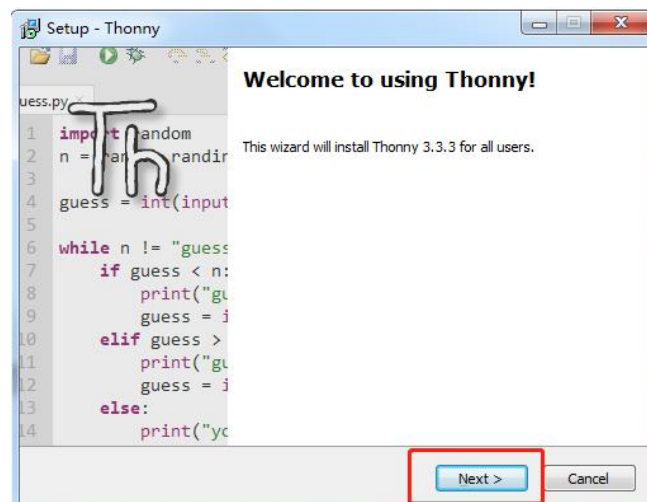 Setup - Thonny
Welcome to using Thonny!
This wizard will install Thonny 3.3.3 for all users.
uess.py ×
Th
1 import random
2 n =
3
4 guess = int(input
5
6 while n != "guess
7 if guess < n:
8 print("gu
9 guess = i
10 elif guess >
11 print("gu
12 guess = i
13 else:
14 print("yo
Next >
Cancel